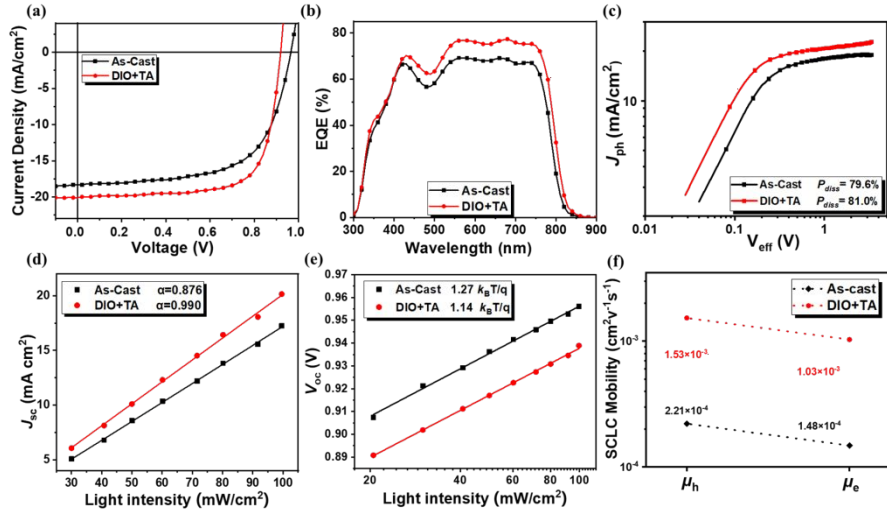 (a)
Current Density (mA/cm²)
0
-5
-10
-15
-20
0.0 0.2 0.4 0.6 0.8 1.0
Voltage (V)
As-Cast
DIO+TA
(b)
EQE (%)
80
70
60
50
40
30
20
10
0
300 400 500 600 700 800 900
Wavelength (nm)
As-Cast
DIO+TA
(c)
Jph (mA/cm²)
10
0.01 0.1 1
Veff (V)
As-Cast Pdiss= 79.6%
DIO+TA Pdiss= 81.0%
(d)
Jsc (mA cm²)
20
15
10
5
30 40 50 60 70 80 90 100
Light intensity (mW/cm²)
As-Cast α=0.876
DIO+TA α=0.990
(e)
Voc (V)
0.97
0.96
0.95
0.94
0.93
0.92
0.91
0.90
0.89
20 40 60 80 100
Light intensity (mW/cm²)
As-Cast 1.27 kBT/q
DIO+TA 1.14 kBT/q
(f)
SCLC Mobility (cm²v⁻¹s⁻¹)
10⁻³
10⁻⁴
As-cast
DIO+TA
1.53×10⁻³
1.03×10⁻³
2.21×10⁻⁴
1.48×10⁻⁴
μh μe